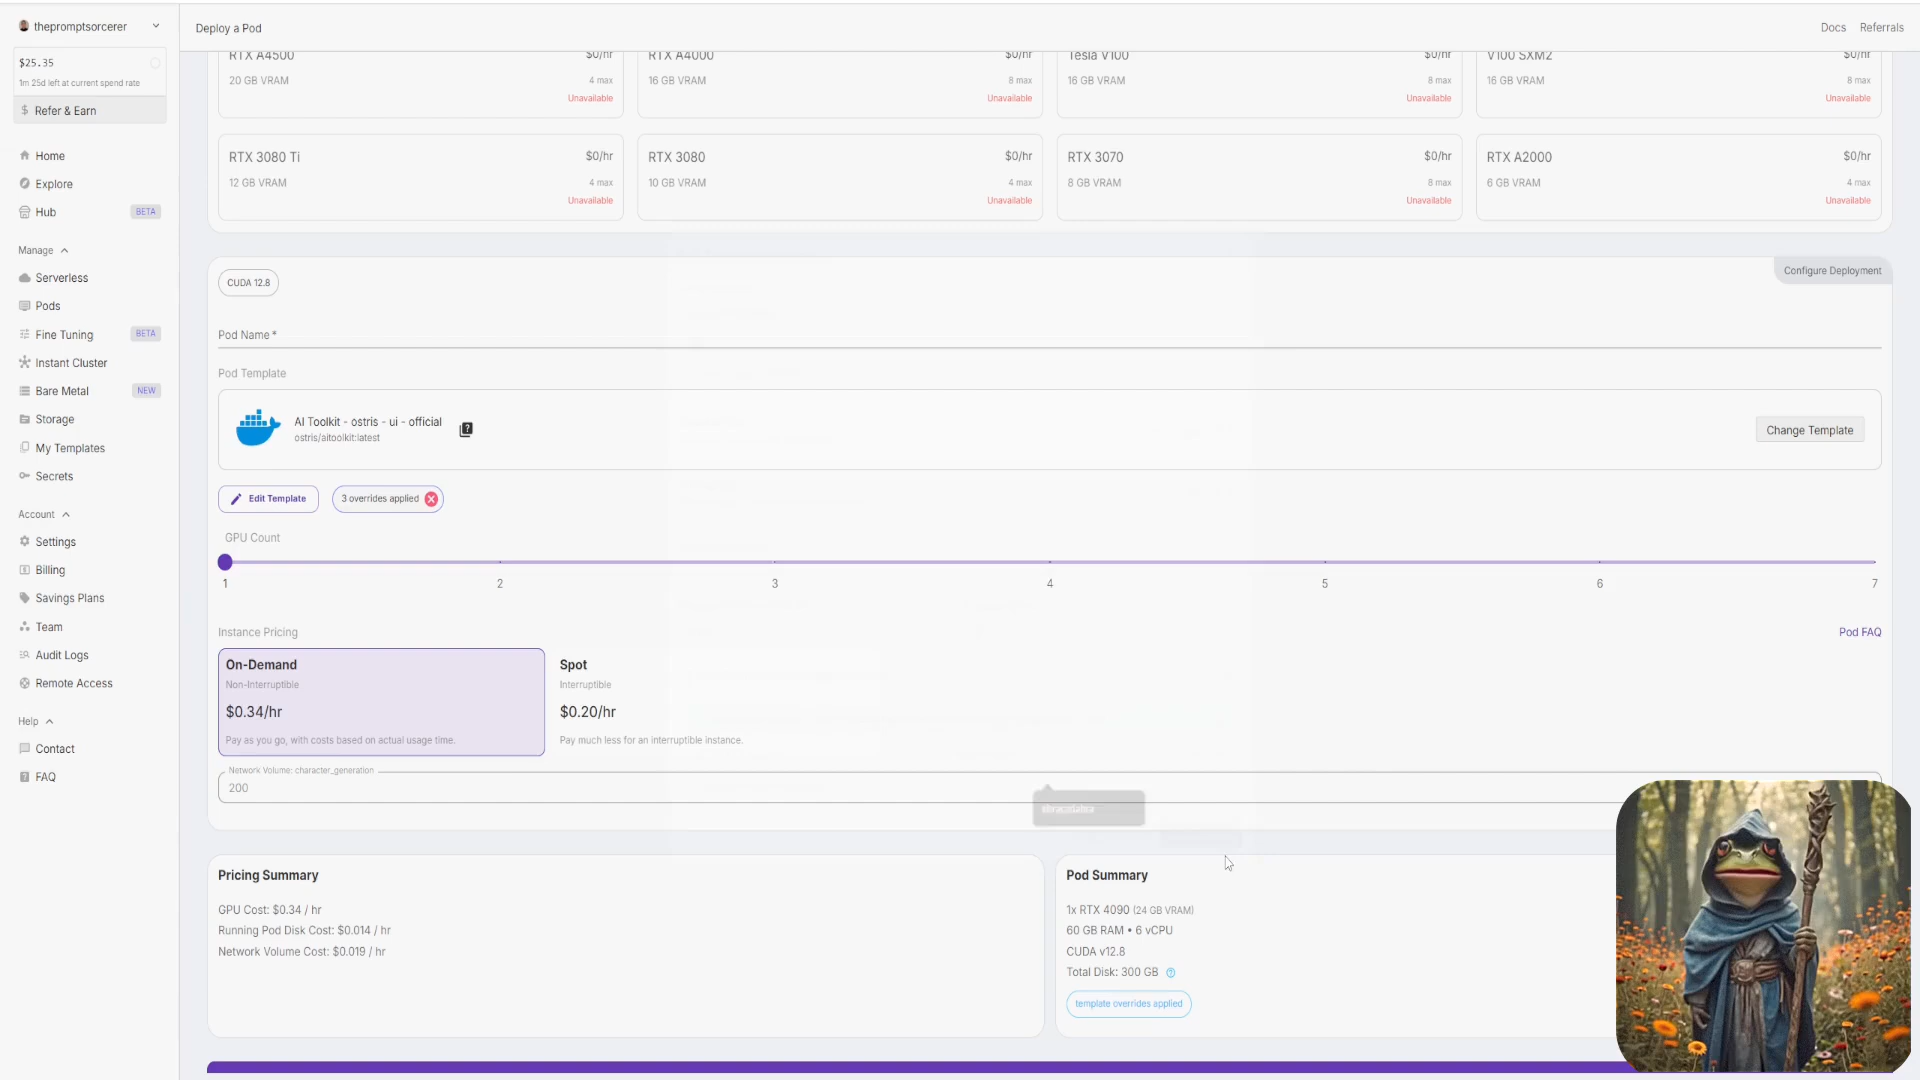 thepromptsorcerer
Deploy a Pod
Docs
Referrals
$25.35
1m 25d left at current spend rate
$ Refer & Earn
Home
Explore
Hub BETA
Manage
Serverless
Pods
Fine Tuning BETA
Instant Cluster
Bare Metal NEW
Storage
My Templates
Secrets
Account
Settings
Billing
Savings Plans
Team
Audit Logs
Remote Access
Help
Contact
FAQ
RTX A4500 $0/hr
20 GB VRAM 4 max
Unavailable
RTX A4000 $0/hr
16 GB VRAM 8 max
Unavailable
Tesla V100 $0/hr
16 GB VRAM 8 max
Unavailable
V100 SXM2 $0/hr
16 GB VRAM 8 max
Unavailable
RTX 3080 Ti $0/hr
12 GB VRAM 4 max
Unavailable
RTX 3080 $0/hr
10 GB VRAM 4 max
Unavailable
RTX 3070 $0/hr
8 GB VRAM 8 max
Unavailable
RTX A2000 $0/hr
6 GB VRAM 4 max
Unavailable
CUDA 12.8
Configure Deployment
Pod Name *
Pod Template
AI Toolkit - ostris - ui - official
ostris/aitoolkit:latest
Change Template
Edit Template
3 overrides applied
GPU Count
1 2 3 4 5 6 7
Instance Pricing
Pod FAQ
On-Demand
Non-Interruptible
$0.34/hr
Pay as you go, with costs based on actual usage time.
Spot
Interruptible
$0.20/hr
Pay much less for an interruptible instance.
Network Volume: character_generation
200
Pricing Summary
GPU Cost: $0.34 / hr
Running Pod Disk Cost: $0.014 / hr
Network Volume Cost: $0.019 / hr
Pod Summary
1x RTX 4090 (24 GB VRAM)
60 GB RAM • 6 vCPU
CUDA v12.8
Total Disk: 300 GB
template overrides applied